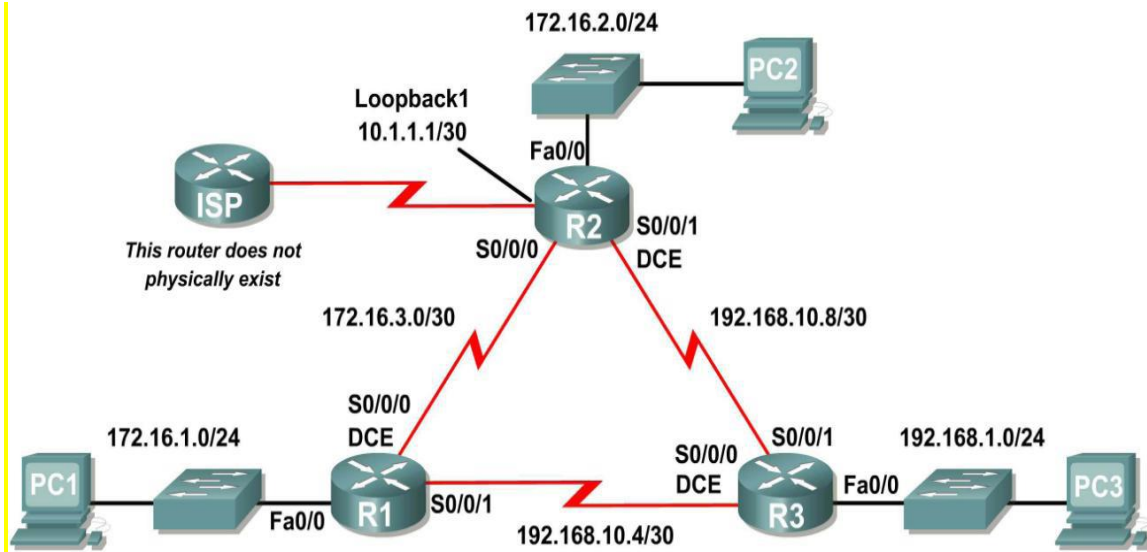 172.16.2.0/24
PC2
Loopback1
10.1.1.1/30
Fa0/0
ISP
R2
This router does not
physically exist
S0/0/0
S0/0/1
DCE
172.16.3.0/30
192.168.10.8/30
S0/0/0
DCE
172.16.1.0/24
PC1
Fa0/0
R1
S0/0/1
192.168.10.4/30
S0/0/0
DCE
S0/0/1
192.168.1.0/24
Fa0/0
R3
PC3